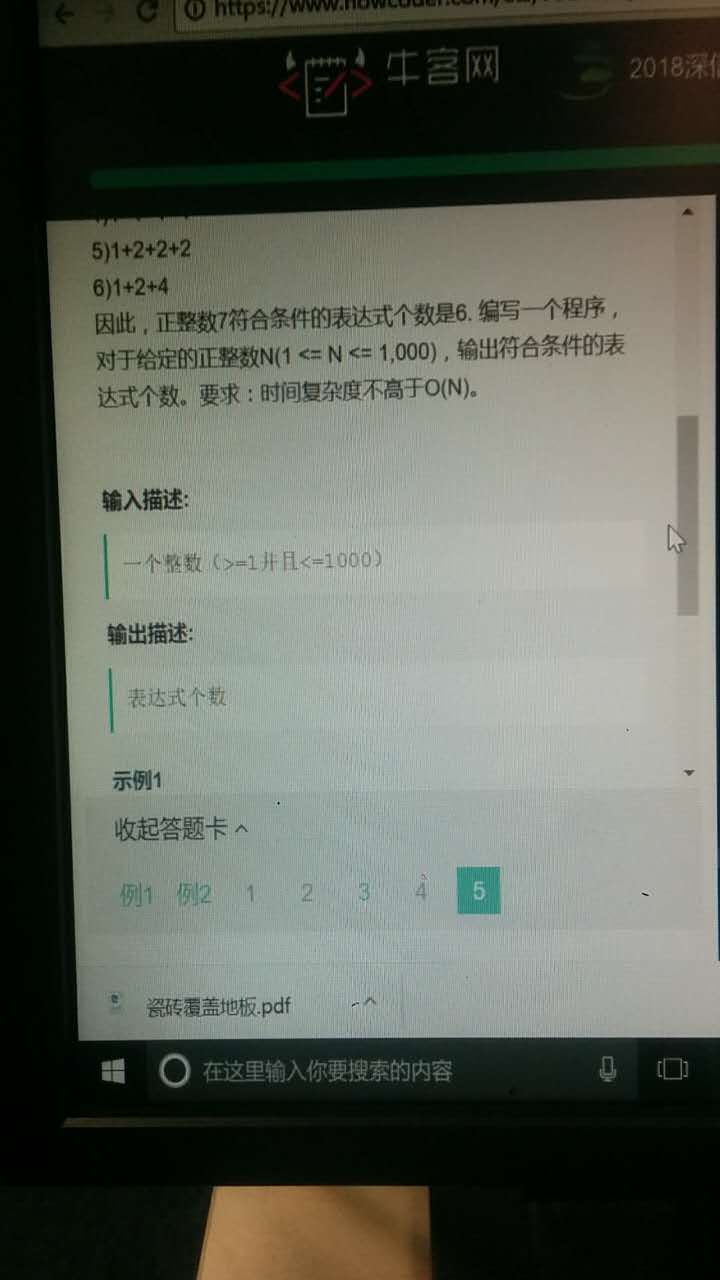 https://www.nowcoder.com/
牛客网
2018深信
5)1+2+2+2
6)1+2+4
因此，正整数7符合条件的表达式个数是6. 编写一个程序，
对于给定的正整数N(1 <= N <= 1,000)，输出符合条件的表
达式个数。要求：时间复杂度不高于O(N)。
输入描述:
一个整数（>=1并且<=1000）
输出描述:
表达式个数
示例1
收起答题卡
例1 例2 1 2 3 4 5
瓷砖覆盖地板.pdf
在这里输入你要搜索的内容